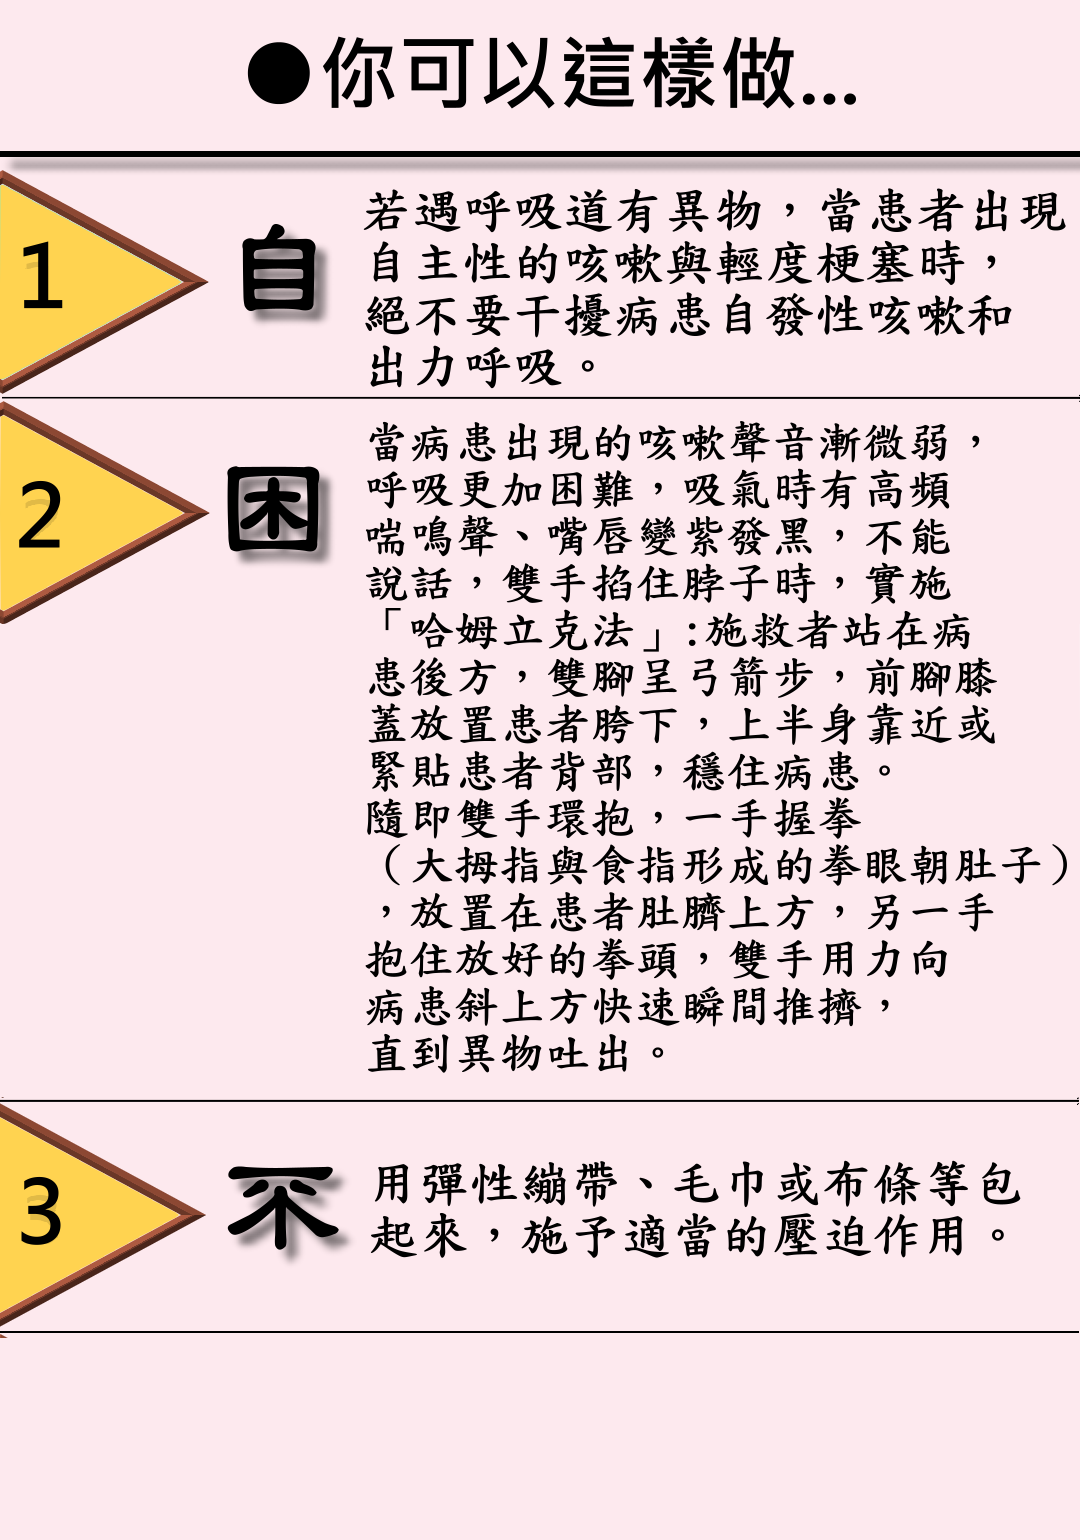 ●你可以這樣做...
1
自
若遇呼吸道有異物，當患者出現
自主性的咳嗽與輕度梗塞時，
絕不要干擾病患自發性咳嗽和
出力呼吸。
2
困
當病患出現的咳嗽聲音漸微弱，
呼吸更加困難，吸氣時有高頻
喘鳴聲、嘴唇變紫發黑，不能
說話，雙手掐住脖子時，實施
「哈姆立克法」:施救者站在病
患後方，雙腳呈弓箭步，前腳膝
蓋放置患者胯下，上半身靠近或
緊貼患者背部，穩住病患。
隨即雙手環抱，一手握拳
（大拇指與食指形成的拳眼朝肚子）
，放置在患者肚臍上方，另一手
抱住放好的拳頭，雙手用力向
病患斜上方快速瞬間推擠，
直到異物吐出。
3
不
用彈性繃帶、毛巾或布條等包
起來，施予適當的壓迫作用。